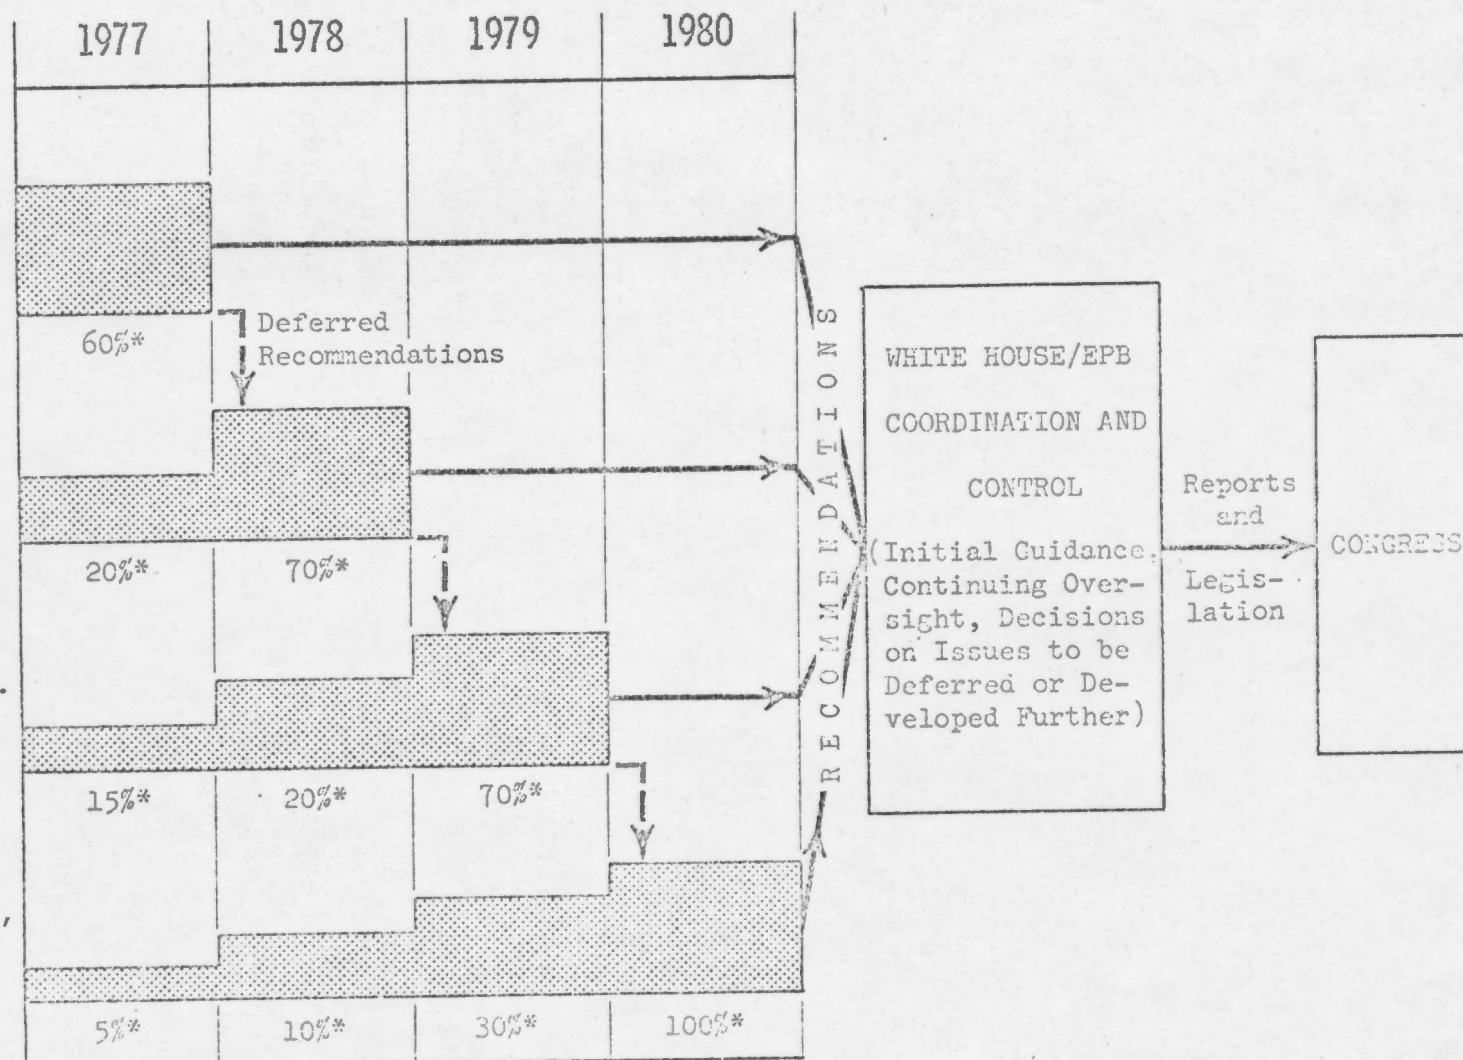 1977 1978 1979 1980
60%*
Deferred
Recommendations
20%* 70%*
15%* 20%* 70%*
5%* 10%* 30%* 100%*
RECOMMENDATIONS
WHITE HOUSE/EPB
COORDINATION AND
CONTROL
(Initial Guidance,
Continuing Over-
sight, Decisions
on Issues to be
Deferred or De-
veloped Further)
Reports
and
Legis-
lation
CONGRESS